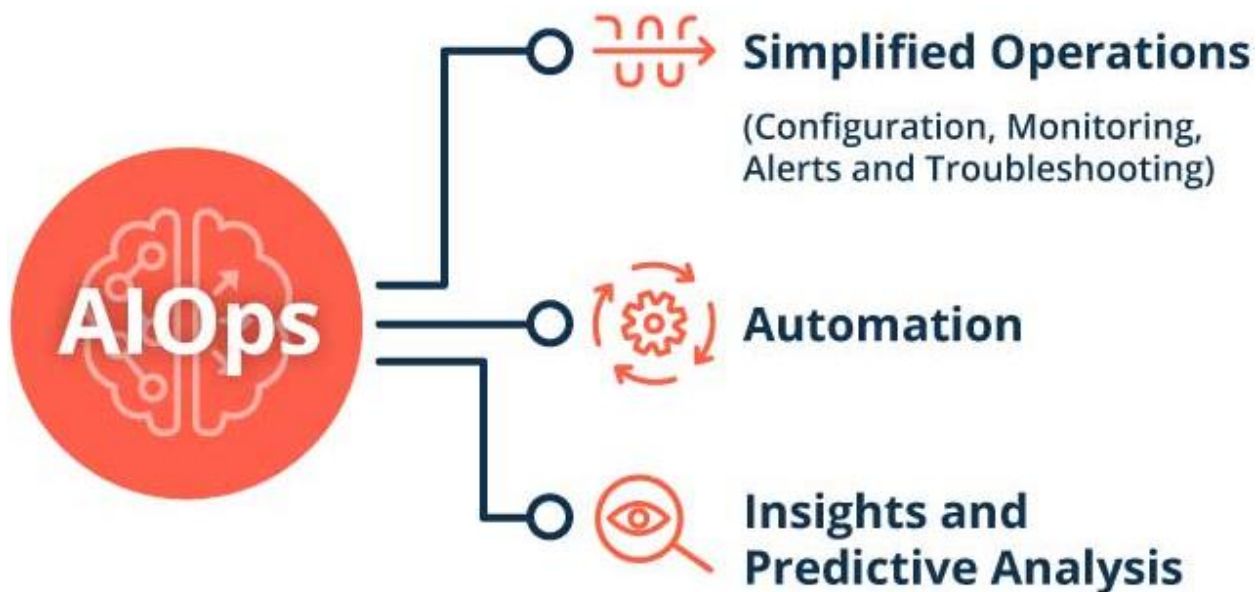 AIOps
Simplified Operations
(Configuration, Monitoring,
Alerts and Troubleshooting)
Automation
Insights and
Predictive Analysis